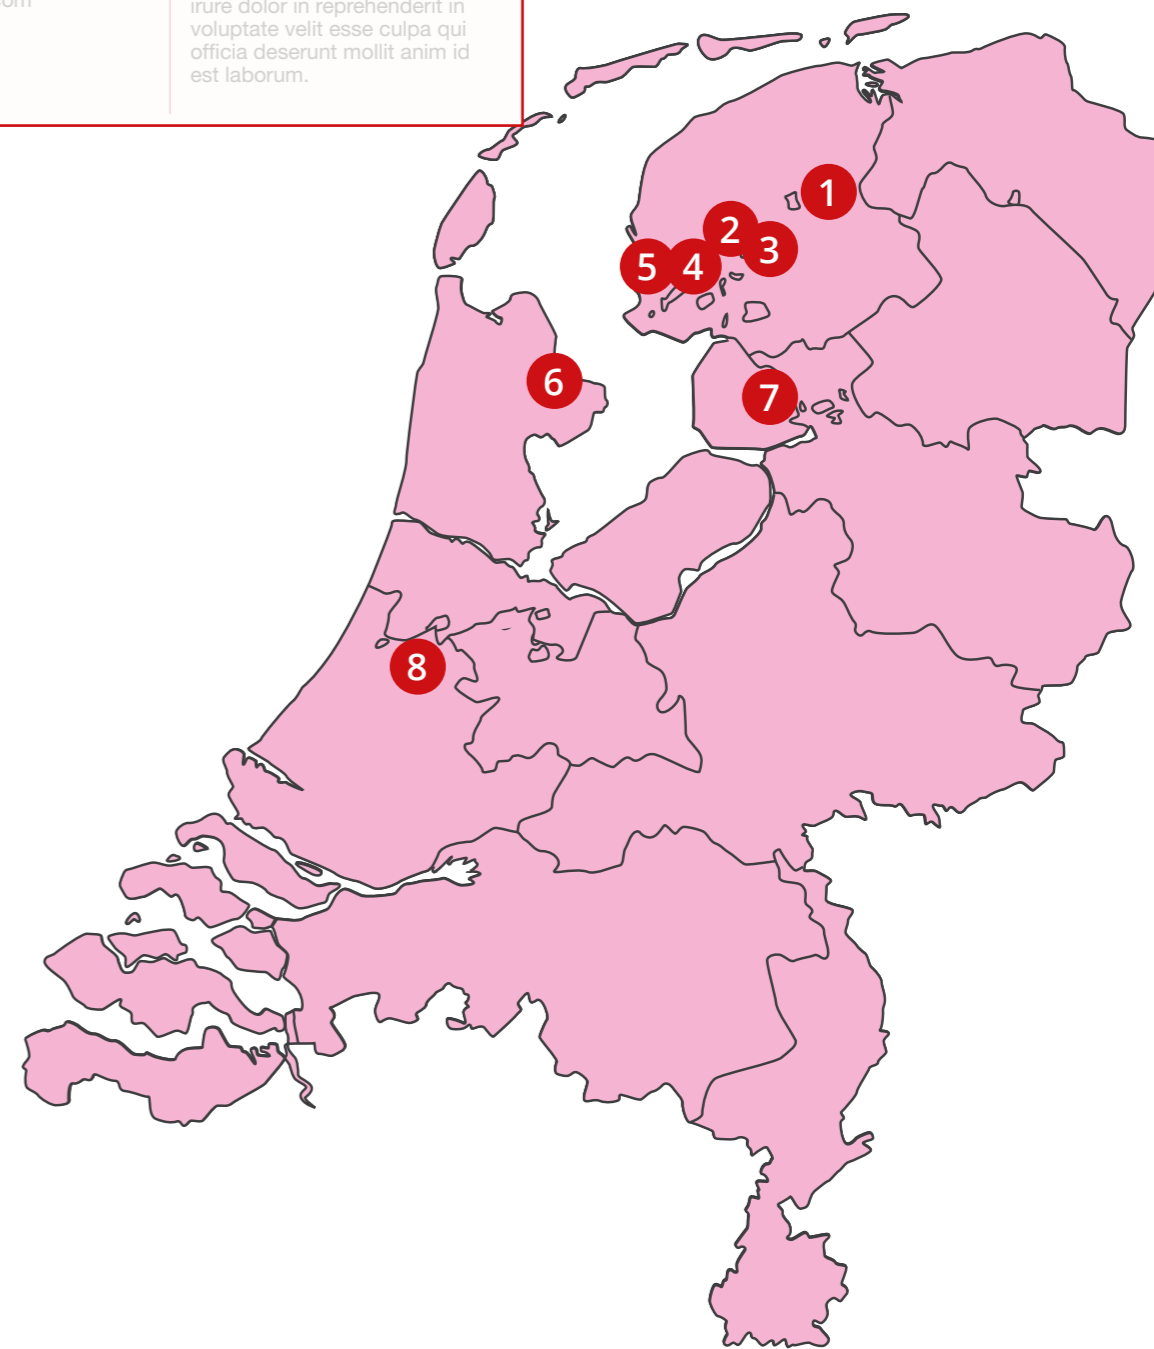 irure dolor in reprehenderit in
voluptate velit esse culpa qui
officia deserunt mollit anim id
est laborum.
1
2
3
5
4
6
7
8